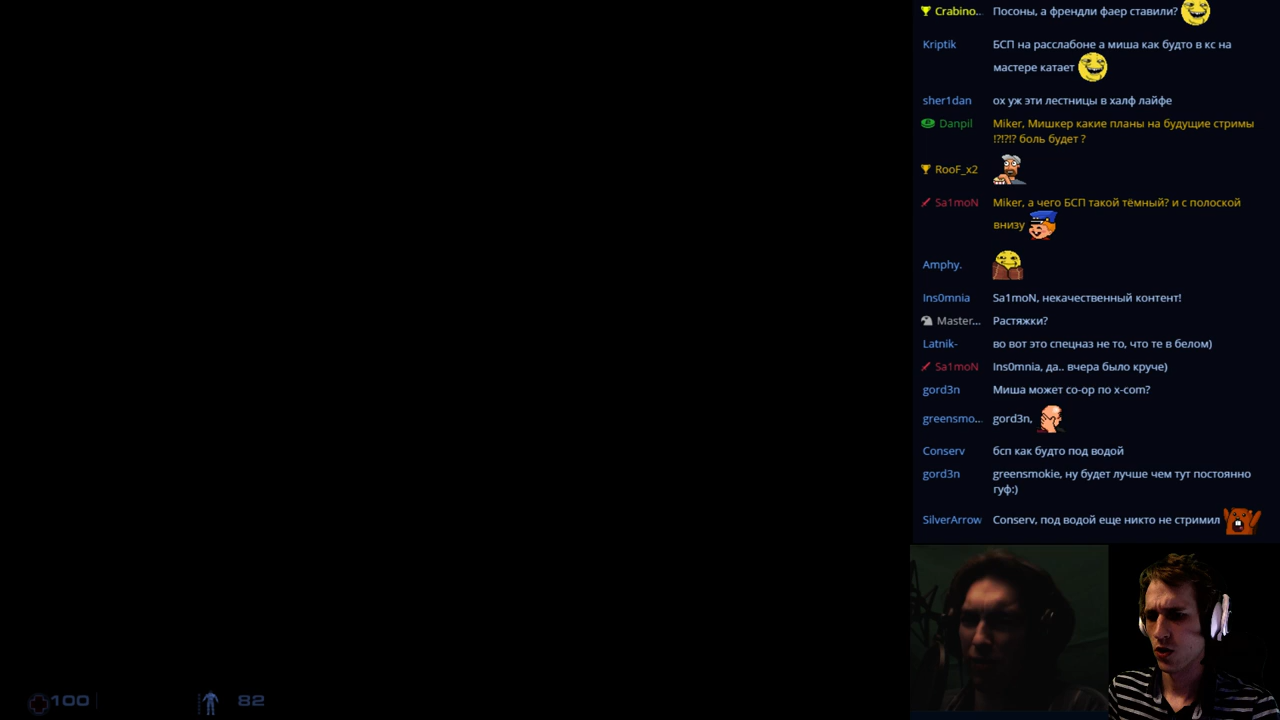 Crabino.. Посоны, а френдли фаер ставили?
Kriptik БСП на расслабоне а миша как будто в кс на
мастере катает
sher1dan ох уж эти лестницы в халф лайфе
Danpil Miker, Мишкер какие планы на будущие стримы
!?!?!? боль будет ?
RooF_x2
Sa1moN Miker, а чего БСП такой тёмный? и с полоской
внизу
Amphy.
Ins0mnia Sa1moN, некачественный контент!
Master... Растяжки?
Latnik- во вот это спецназ не то, что те в белом)
Sa1moN Ins0mnia, да.. вчера было круче)
gord3n Миша может co-op по x-com?
greensmo.. gord3n,
Conserv бсп как будто под водой
gord3n greensmokie, ну будет лучше чем тут постоянно
гуф:)
SilverArrow Conserv, под водой еще никто не стримил
100 82